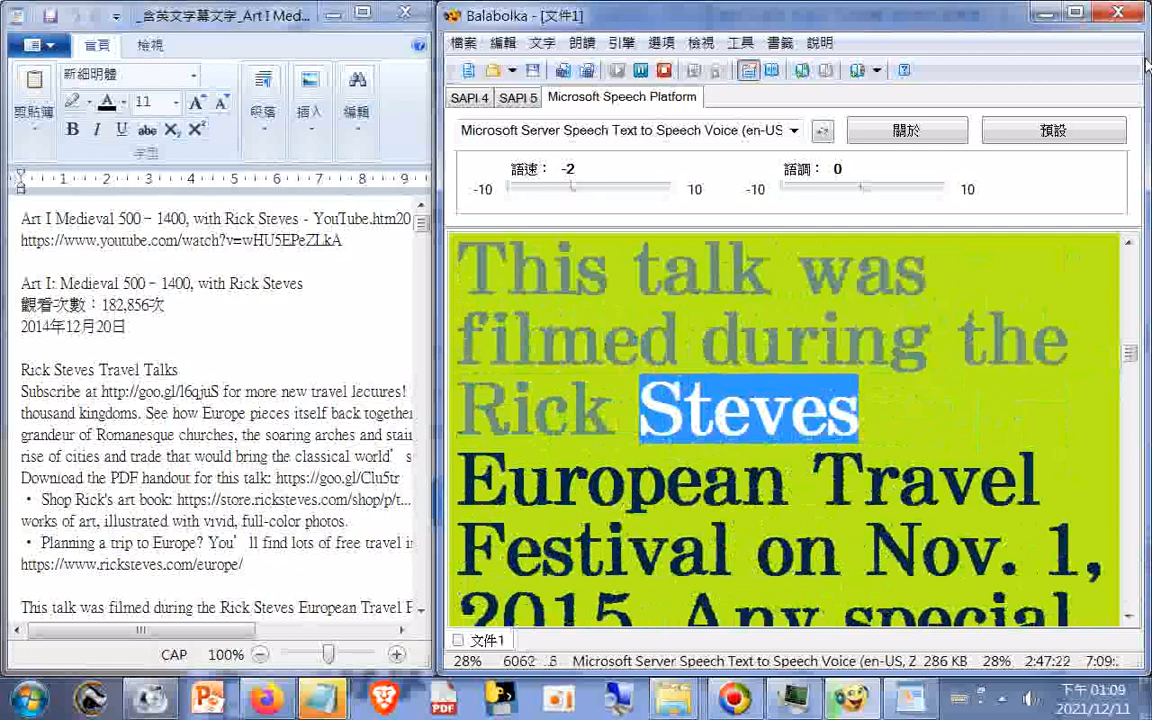 _含英文字幕文字_Art I Med...
首頁
檢視
剪貼簿
新細明體
11
B I U abc X₂ X²
字型
段落
插入
編輯
1 2 3 4 5 6 7 8 9
Art I Medieval 500 – 1400, with Rick Steves - YouTube.htm20
https://www.youtube.com/watch?v=wHU5EPeZLkA
Art I: Medieval 500 – 1400, with Rick Steves
觀看次數：182,856次
2014年12月20日
Rick Steves Travel Talks
Subscribe at http://goo.gl/l6qjuS for more new travel lectures!
thousand kingdoms. See how Europe pieces itself back together
grandeur of Romanesque churches, the soaring arches and stai
rise of cities and trade that would bring the classical world's
Download the PDF handout for this talk: https://goo.gl/Clu5tr
• Shop Rick's art book: https://store.ricksteves.com/shop/p/t...
works of art, illustrated with vivid, full-color photos.
• Planning a trip to Europe? You'll find lots of free travel i
https://www.ricksteves.com/europe/
This talk was filmed during the Rick Steves European Travel F
CAP 100%
Balabolka - [文件1]
檔案 編輯 文字 朗讀 引擎 選項 檢視 工具 書籤 說明
SAPI 4 SAPI 5 Microsoft Speech Platform
Microsoft Server Speech Text to Speech Voice (en-US
關於
預設
語速： -2
語調： 0
-10 10 -10 10
This talk was
filmed during the
Rick Steves
European Travel
Festival on Nov. 1,
2015. Any special
文件1
28% 6062 Microsoft Server Speech Text to Speech Voice (en-US, Z 286 KB 28% 2:47:22 7:09:
下午 01:09
2021/12/11